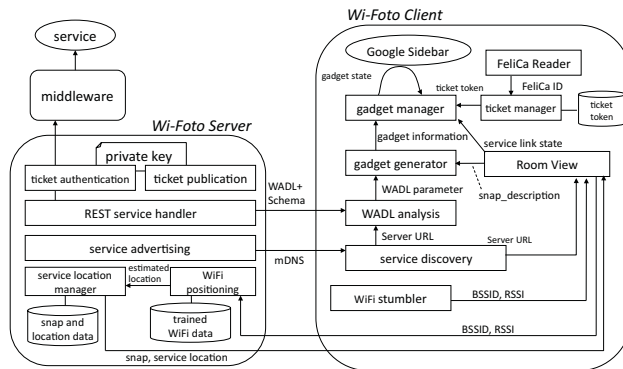 Wi-Foto Client
service
Google Sidebar
FeliCa Reader
gadget state
ticket token
FeliCa ID
middleware
gadget manager
ticket manager
ticket
token
Wi-Foto Server
gadget information
service link state
private key
gadget generator
Room View
ticket authentication
ticket publication
WADL+
Schema
WADL parameter
snap_description
REST service handler
WADL analysis
Server URL
Server URL
service advertising
mDNS
service discovery
service location
manager
estimated
location
WiFi
positioning
WiFi stumbler
BSSID, RSSI
snap and
location data
trained
WiFi data
BSSID, RSSI
snap, service location